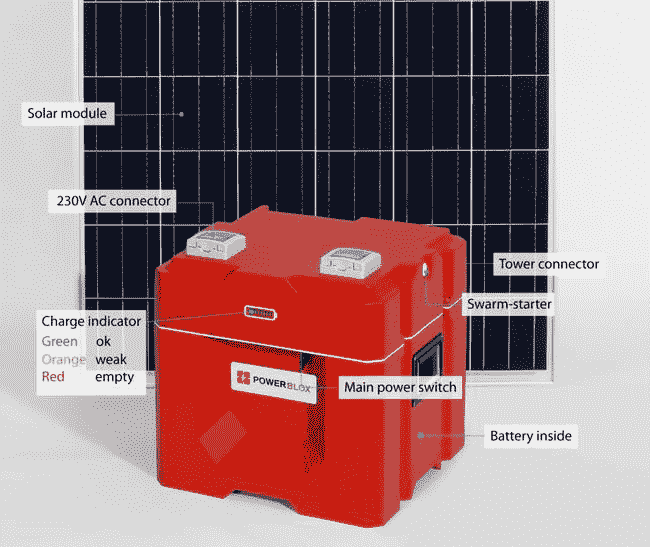 Solar module
230V AC connector
Tower connector
Swarm-starter
Charge indicator
Green ok
Orange weak
Red empty
POWERBLOX
Main power switch
Battery inside